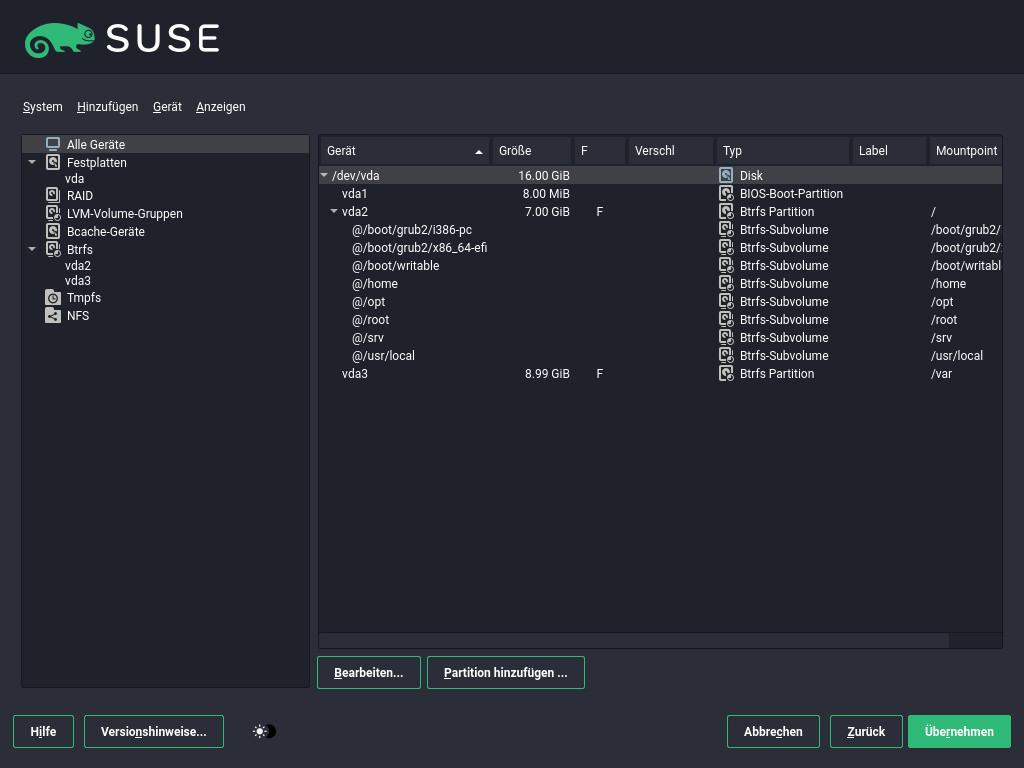 SUSE
System Hinzufügen Gerät Anzeigen
Alle Geräte
Festplatten
vda
RAID
LVM-Volume-Gruppen
Bcache-Geräte
Btrfs
vda2
vda3
Tmpfs
NFS
Gerät Größe F Verschl Typ Label Mountpoint
/dev/vda 16.00 GiB Disk
vda1 8.00 MiB BIOS-Boot-Partition
vda2 7.00 GiB F Btrfs Partition /
@/boot/grub2/i386-pc Btrfs-Subvolume /boot/grub2/
@/boot/grub2/x86_64-efi Btrfs-Subvolume /boot/grub2/
@/boot/writable Btrfs-Subvolume /boot/writabl
@/home Btrfs-Subvolume /home
@/opt Btrfs-Subvolume /opt
@/root Btrfs-Subvolume /root
@/srv Btrfs-Subvolume /srv
@/usr/local Btrfs-Subvolume /usr/local
vda3 8.99 GiB F Btrfs Partition /var
Bearbeiten... Partition hinzufügen ...
Hilfe Versionshinweise... Abbrechen Zurück Übernehmen